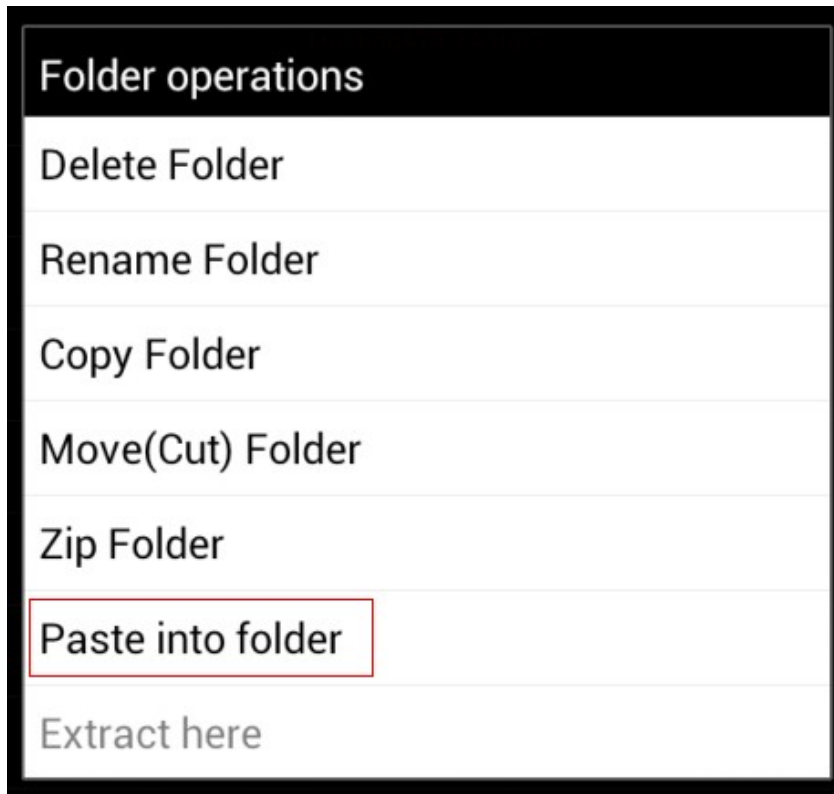 Folder operations
Delete Folder
Rename Folder
Copy Folder
Move(Cut) Folder
Zip Folder
Paste into folder
Extract here